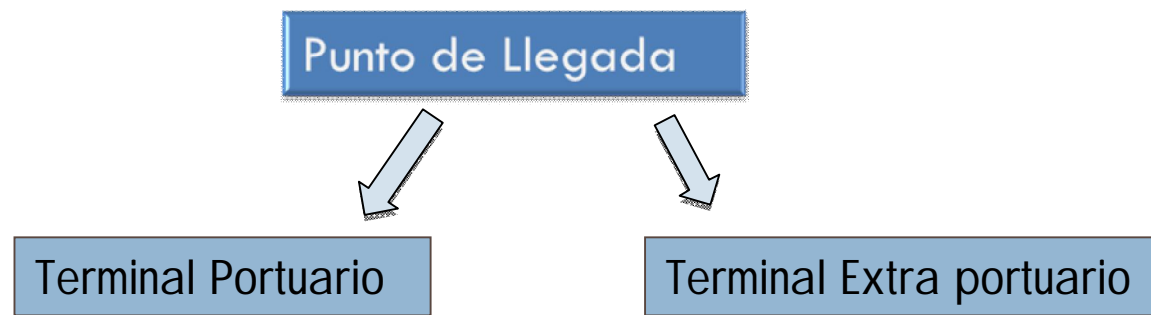 Punto de Llegada
Terminal Portuario
Terminal Extra portuario